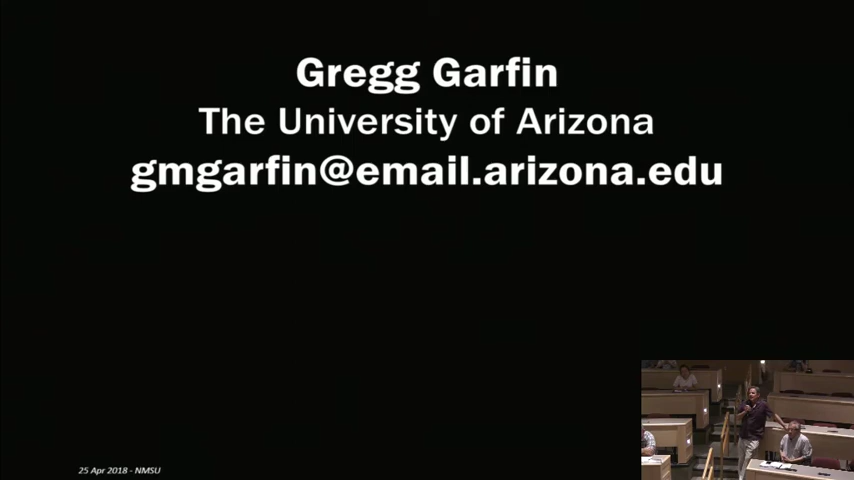 Gregg Garfin
The University of Arizona
gmgarfin@email.arizona.edu
25 Apr 2018 - NMSU